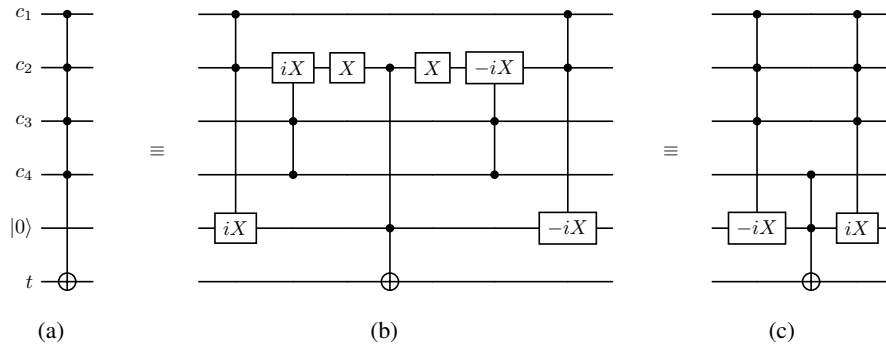 c₁
c₂ iX X X −iX
c₃
≡ ≡
c₄
|0⟩ iX −iX −iX iX
t
(a) (b) (c)